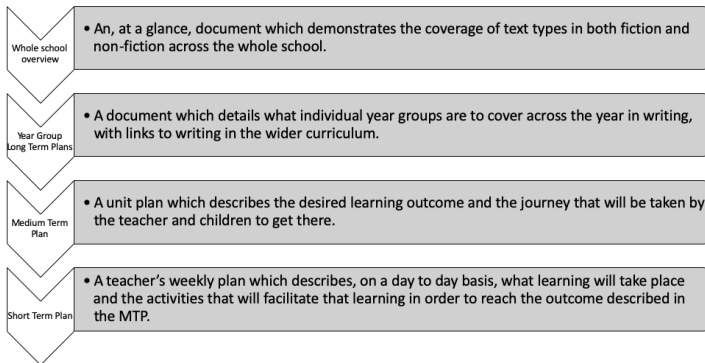 Whole school
overview
• An, at a glance, document which demonstrates the coverage of text types in both fiction and
non-fiction across the whole school.
Year Group
Long Term Plans
• A document which details what individual year groups are to cover across the year in writing,
with links to writing in the wider curriculum.
Medium Term
Plan
• A unit plan which describes the desired learning outcome and the journey that will be taken by
the teacher and children to get there.
Short Term Plan
• A teacher's weekly plan which describes, on a day to day basis, what learning will take place
and the activities that will facilitate that learning in order to reach the outcome described in
the MTP.